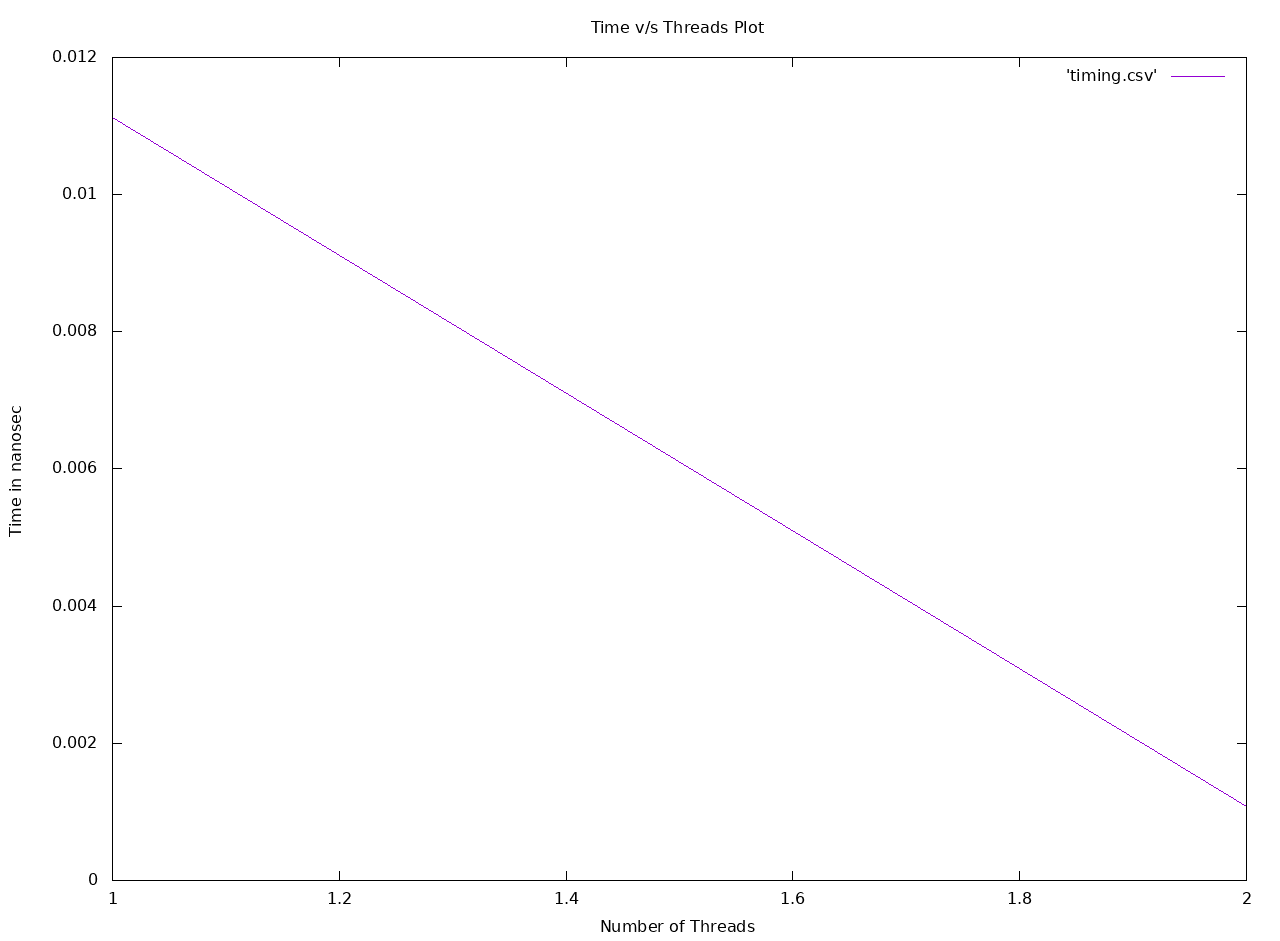 Time v/s Threads Plot
0.012
'timing.csv'
0.01
0.008
0.006
Time in nanosec
0.004
0.002
0
1 1.2 1.4 1.6 1.8 2
Number of Threads